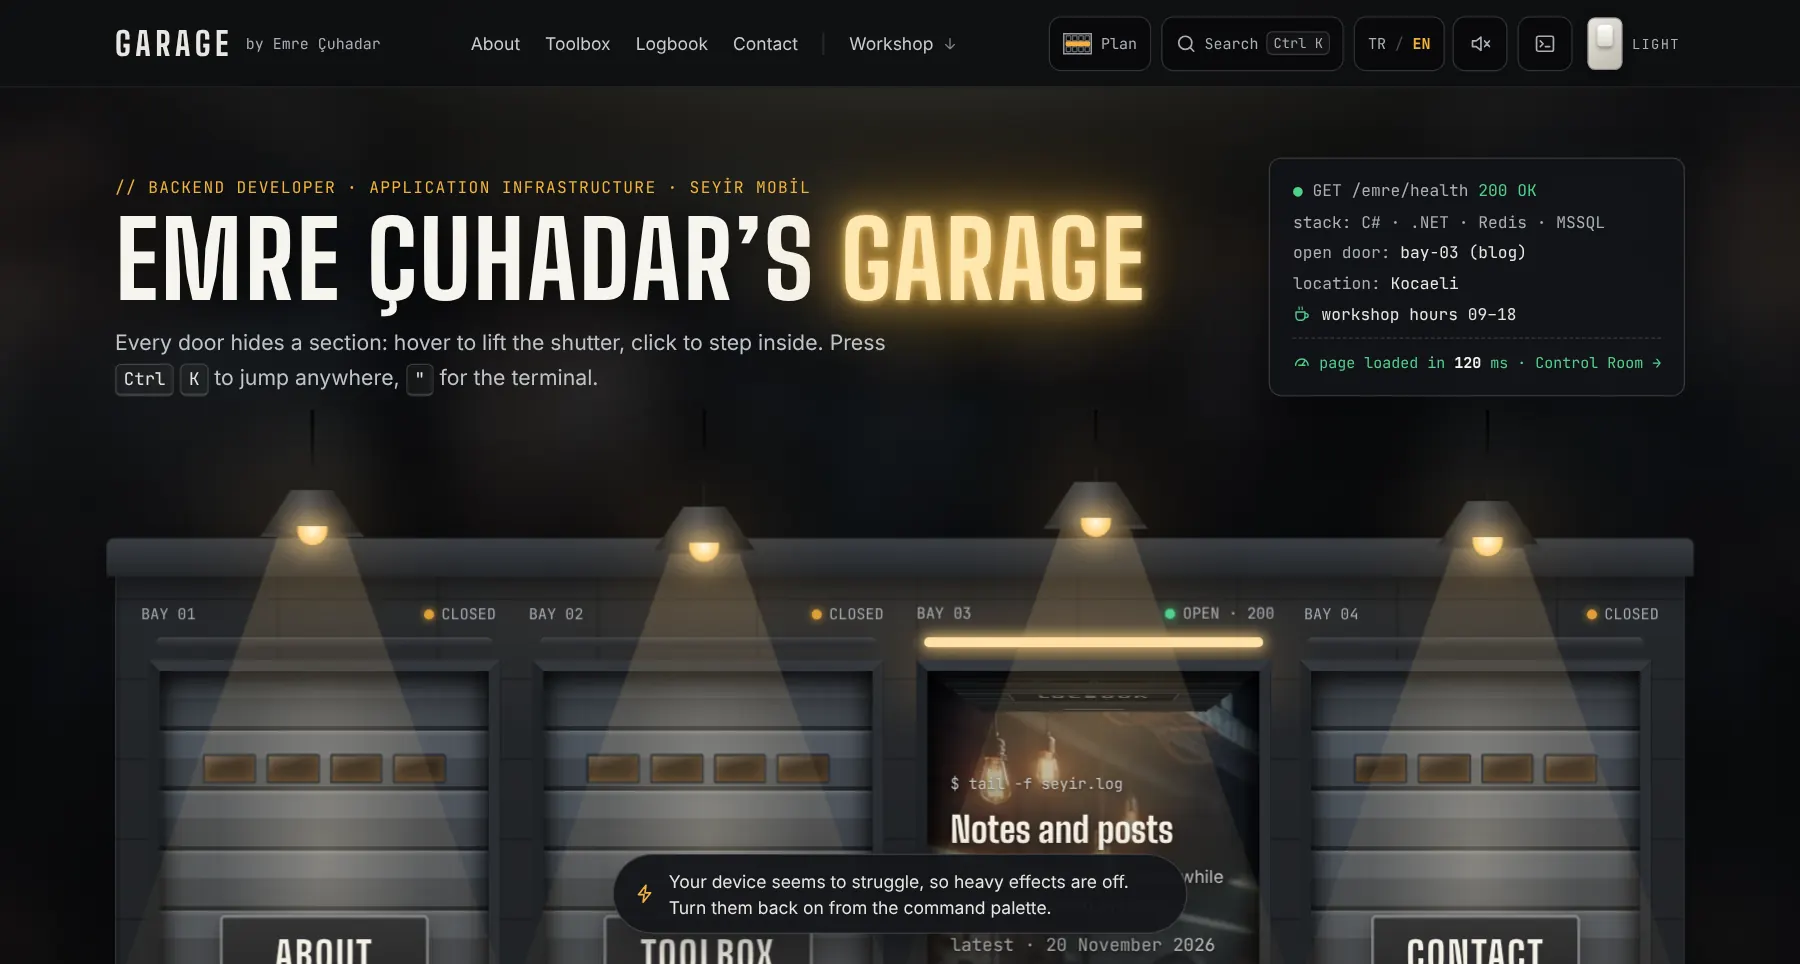 GARAGE by Emre Çuhadar About Toolbox Logbook Contact Workshop ↓ Plan Search Ctrl K TR / EN LIGHT
// BACKEND DEVELOPER · APPLICATION INFRASTRUCTURE · SEYİR MOBİL
EMRE ÇUHADAR’S GARAGE
Every door hides a section: hover to lift the shutter, click to step inside. Press
Ctrl K to jump anywhere, " for the terminal.
GET /emre/health 200 OK
stack: C# · .NET · Redis · MSSQL
open door: bay-03 (blog)
location: Kocaeli
workshop hours 09–18
page loaded in 120 ms · Control Room →
BAY 01 CLOSED
BAY 02 CLOSED
BAY 03 OPEN · 200
BAY 04 CLOSED
$ tail -f seyir.log
Notes and posts
while
Your device seems to struggle, so heavy effects are off.
Turn them back on from the command palette.
latest · 20 November 2026
ABOUT
TOOLBOX
CONTACT